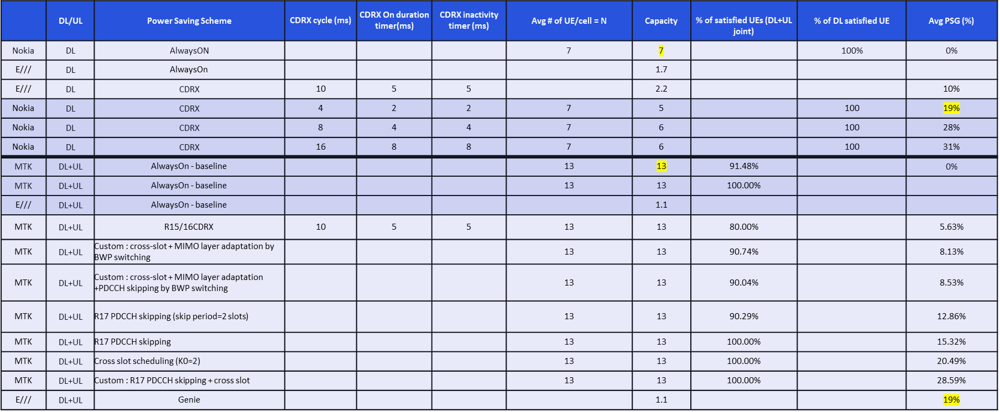 DL/UL Power Saving Scheme CDRX cycle (ms) CDRX On duration timer(ms) CDRX inactivity timer (ms) Avg # of UE/cell = N Capacity % of satisfied UEs (DL+UL joint) % of DL satisfied UE Avg PSG (%)
Nokia DL AlwaysON 7 7 100% 0%
E/// DL AlwaysOn 1.7
E/// DL CDRX 10 5 5 2.2 10%
Nokia DL CDRX 4 2 2 7 5 100 19%
Nokia DL CDRX 8 4 4 7 6 100 28%
Nokia DL CDRX 16 8 8 7 6 100 31%
MTK DL+UL AlwaysOn - baseline 13 13 91.48% 0%
MTK DL+UL AlwaysOn - baseline 13 13 100.00%
E/// DL+UL AlwaysOn - baseline 1.1
MTK DL+UL R15/16CDRX 10 5 5 13 13 80.00% 5.63%
MTK DL+UL Custom : cross-slot + MIMO layer adaptation by BWP switching 13 13 90.74% 8.13%
MTK DL+UL Custom : cross-slot + MIMO layer adaptation +PDCCH skipping by BWP switching 13 13 90.04% 8.53%
MTK DL+UL R17 PDCCH skipping (skip period=2 slots) 13 13 90.29% 12.86%
MTK DL+UL R17 PDCCH skipping 13 13 100.00% 15.32%
MTK DL+UL Cross slot scheduling (K0=2) 13 13 100.00% 20.49%
MTK DL+UL Custom : R17 PDCCH skipping + cross slot 13 13 100.00% 28.59%
E/// DL+UL Genie 1.1 19%